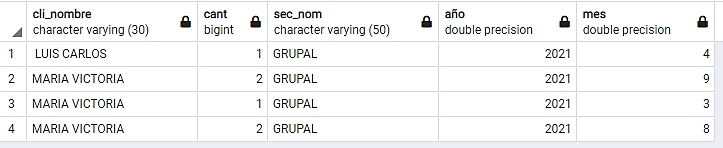 cli_nombre cant sec_nom año mes
character varying (30) bigint character varying (50) double precision double precision
1 LUIS CARLOS 1 GRUPAL 2021 4
2 MARIA VICTORIA 2 GRUPAL 2021 9
3 MARIA VICTORIA 1 GRUPAL 2021 3
4 MARIA VICTORIA 2 GRUPAL 2021 8